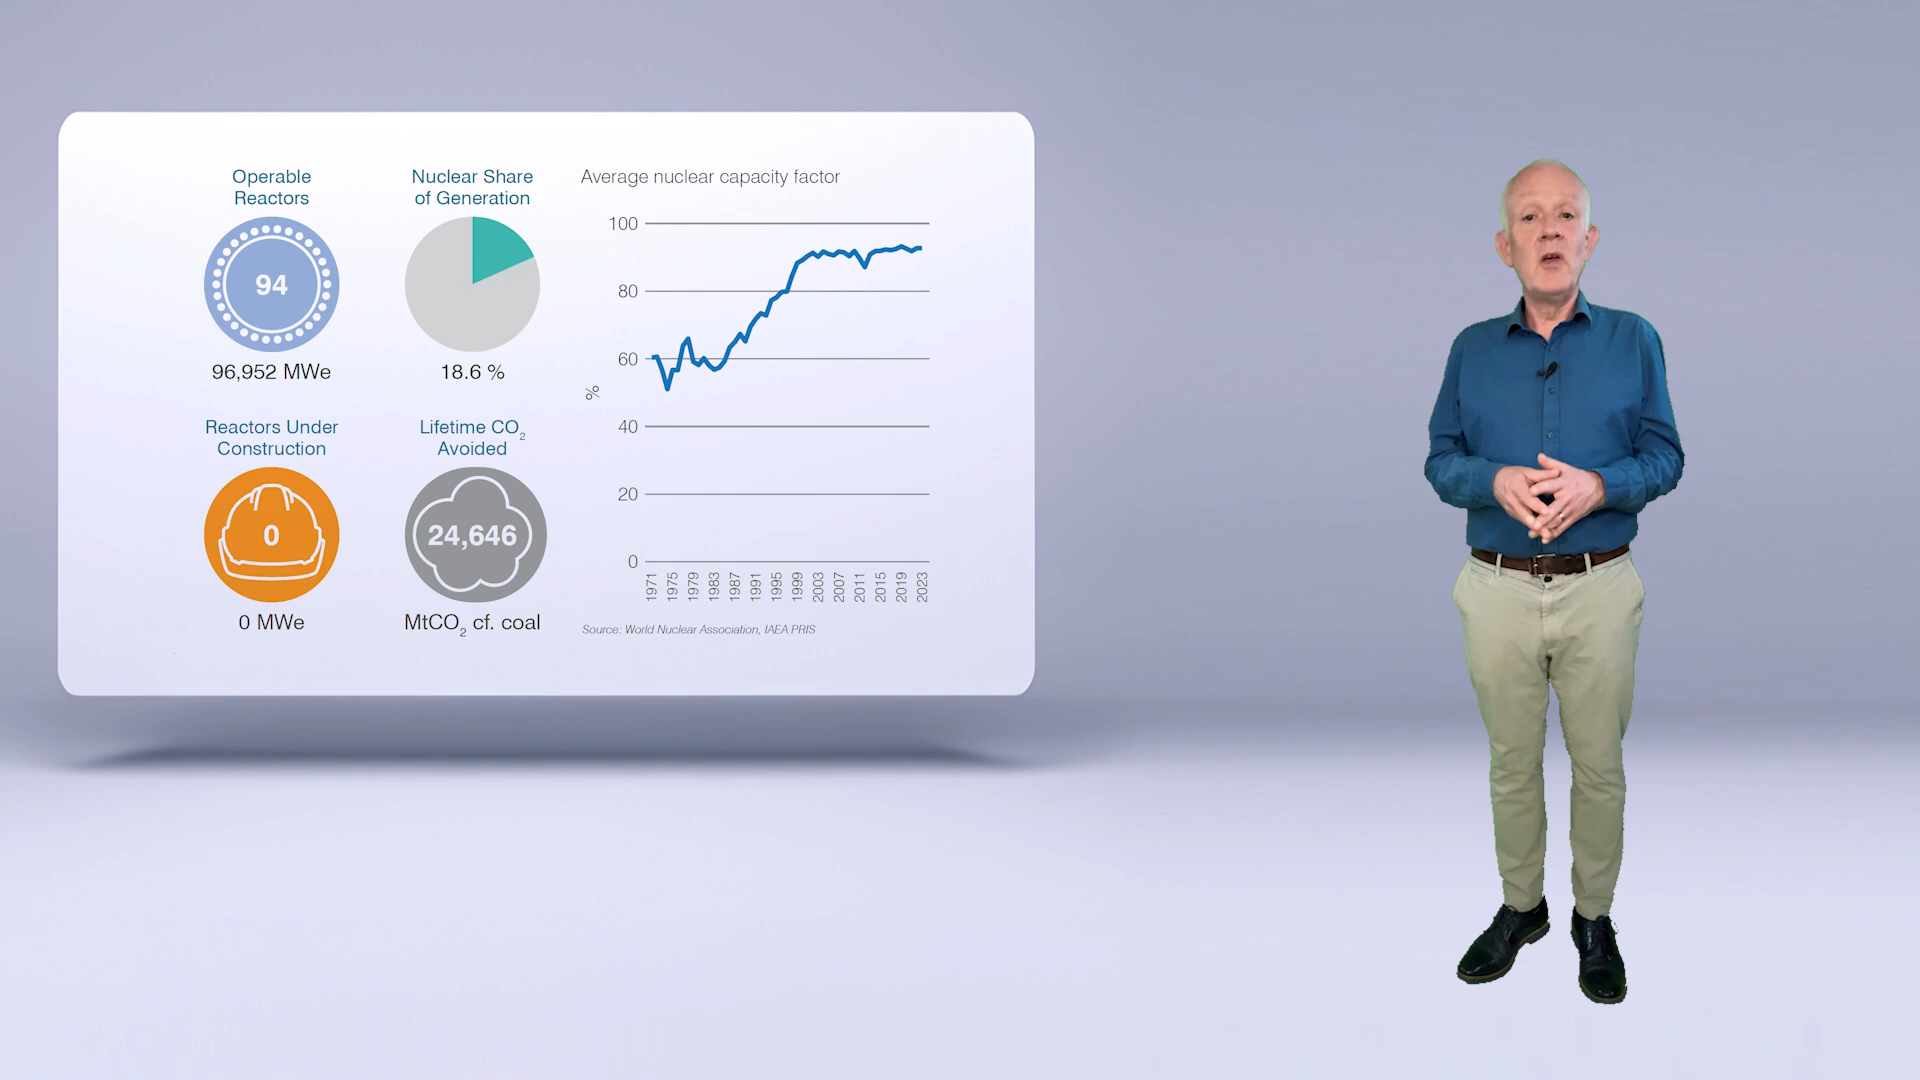 Operable
Reactors
94
96,952 MWe
Nuclear Share
of Generation
18.6 %
Reactors Under
Construction
0
0 MWe
Lifetime CO2
Avoided
24,646
MtCO2 cf. coal
Average nuclear capacity factor
100
80
60
%
40
20
0
1971
1975
1979
1983
1987
1991
1995
1999
2003
2007
2011
2015
2019
2023
Source: World Nuclear Association, IAEA PRIS